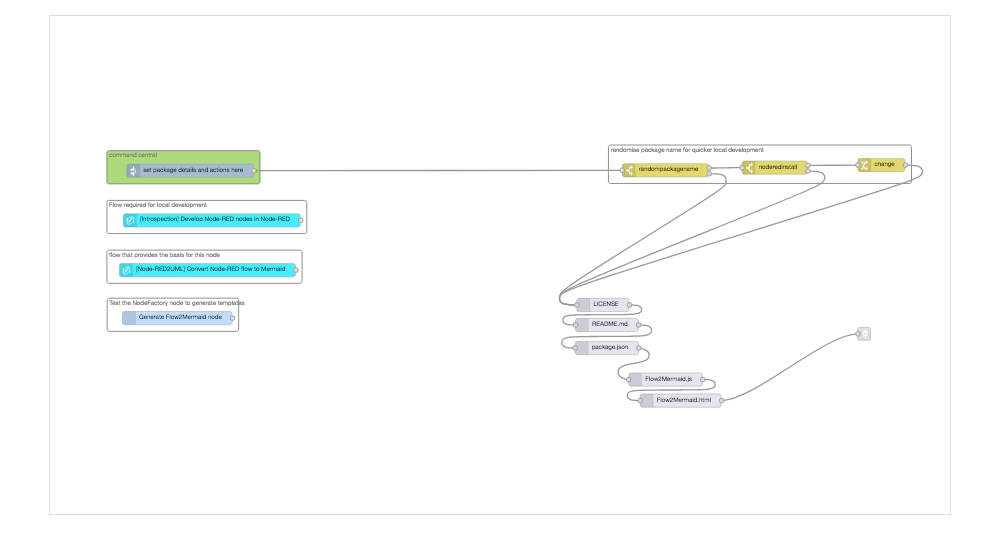 command central
set package details and actions here
Flow required for local development
[Introspection] Develop Node-RED nodes in Node-RED
flow that provides the basis for this node
[Node-RED2UML] Convert Node-RED flow to Mermaid
Test the NodeFactory node to generate templates
Generate Flow2Mermaid node
randomise package name for quicker local development
randompackagename
noderedinstall
change
LICENSE
README.md
package.json
Flow2Mermaid.js
Flow2Mermaid.html